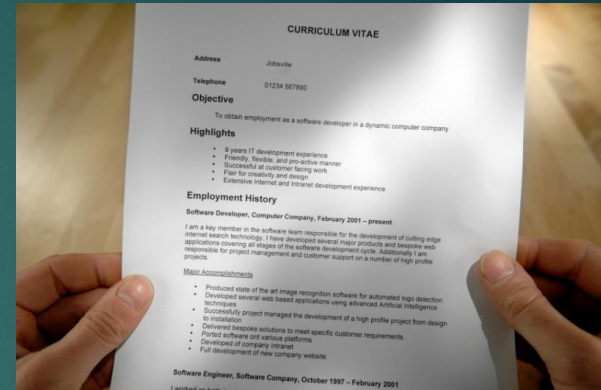 CURRICULUM VITAE
Address Jobsville
Telephone 01234 567890
Objective
To obtain employment as a software developer in a dynamic computer company
Highlights
• 9 years IT development experience
• Friendly, flexible, and pro-active manner
• Successful at customer facing work
• Flair for creativity and design
• Extensive Internet and Intranet development experience
Employment History
Software Developer, Computer Company, February 2001 – present
I am a key member in the software team responsible for the development of cutting edge
internet search technology. I have developed several major products and bespoke web
applications covering all stages of the software development cycle. Additionally I am
responsible for project management and customer support on a number of high profile
projects.
Major Accomplishments
• Produced state of the art image recognition software for automated logo detection
• Developed several web based applications using advanced Artificial Intelligence
techniques
• Successfully project managed the development of a high profile project from design
to installation
• Delivered bespoke solutions to meet specific customer requirements
• Ported software ont various platforms
• Developed of company intranet
• Full development of new company website
Software Engineer, Software Company, October 1997 – February 2001